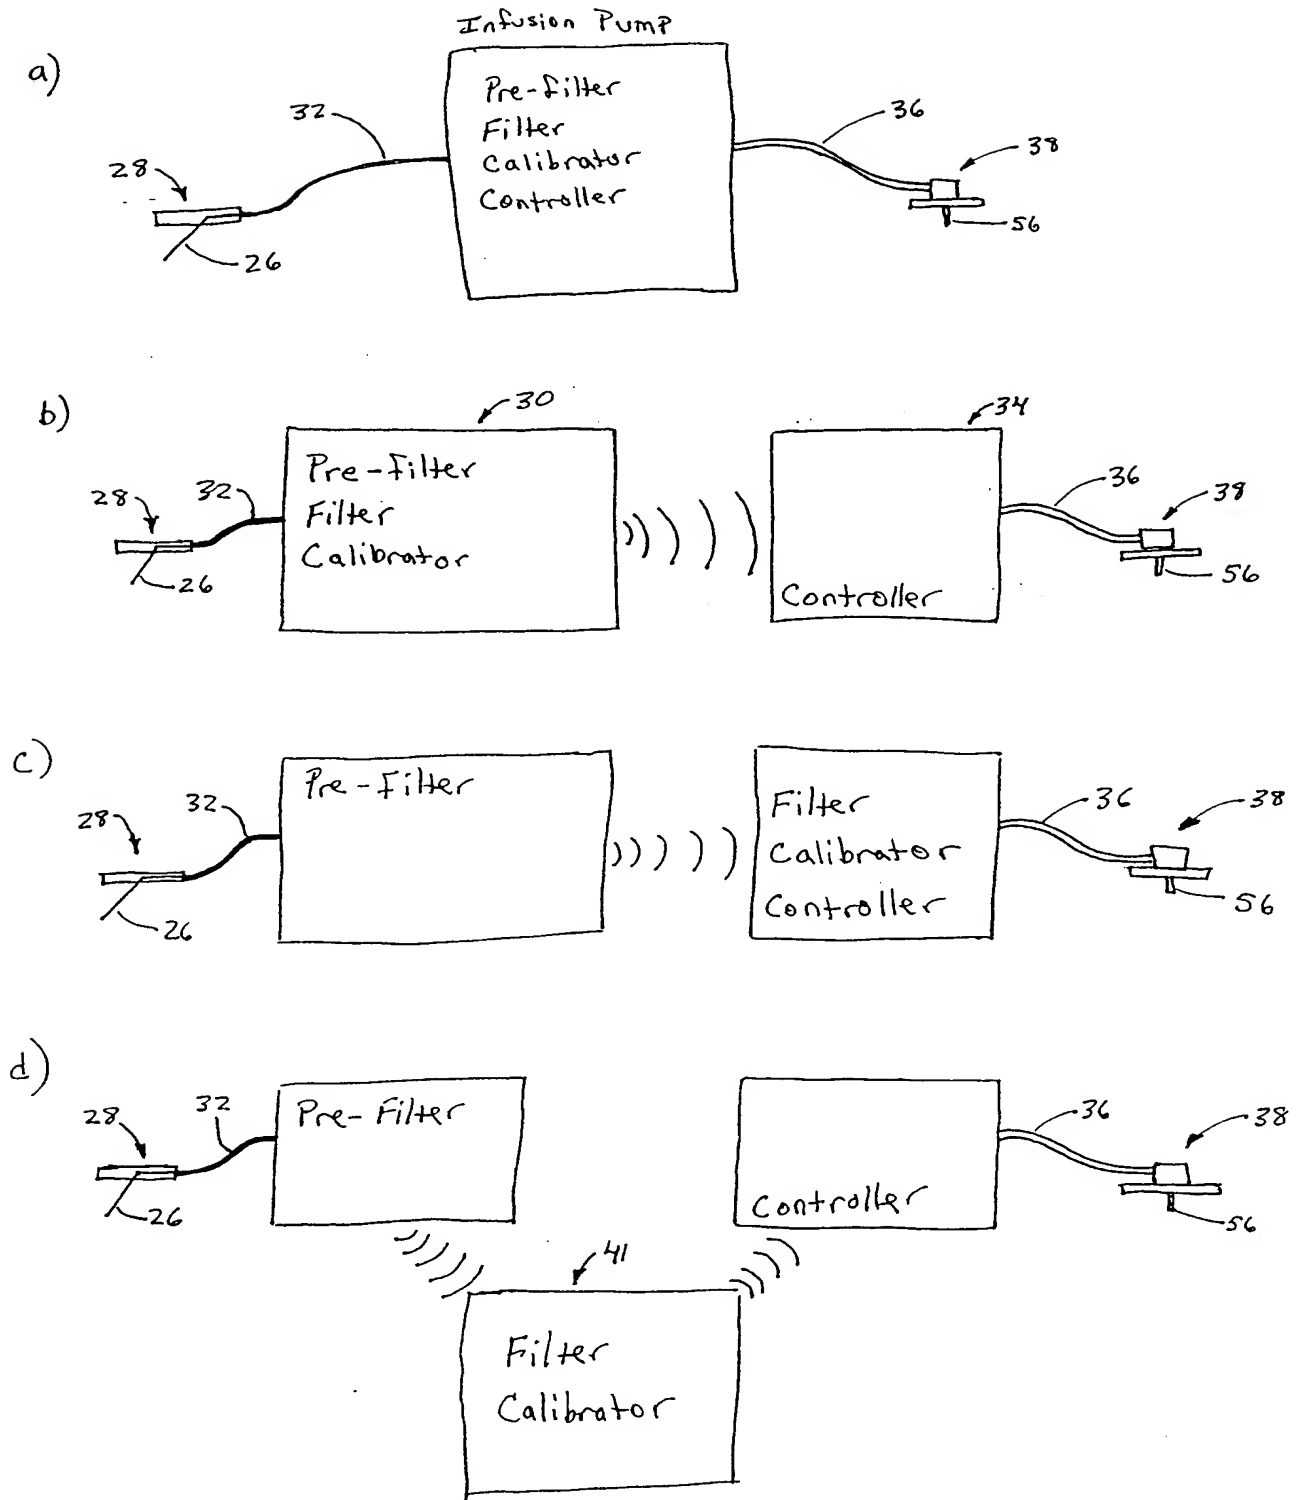 Infusion Pump
a)
Pre-filter
Filter
Calibrator
Controller
32
36
28
38
26
56
b)
30
34
Pre-Filter
Filter
Calibrator
Controller
28
32
36
38
26
56
c)
Pre-Filter
Filter
Calibrator
Controller
28
32
36
38
26
56
d)
Pre-Filter
Controller
28
32
36
38
26
56
41
Filter
Calibrator